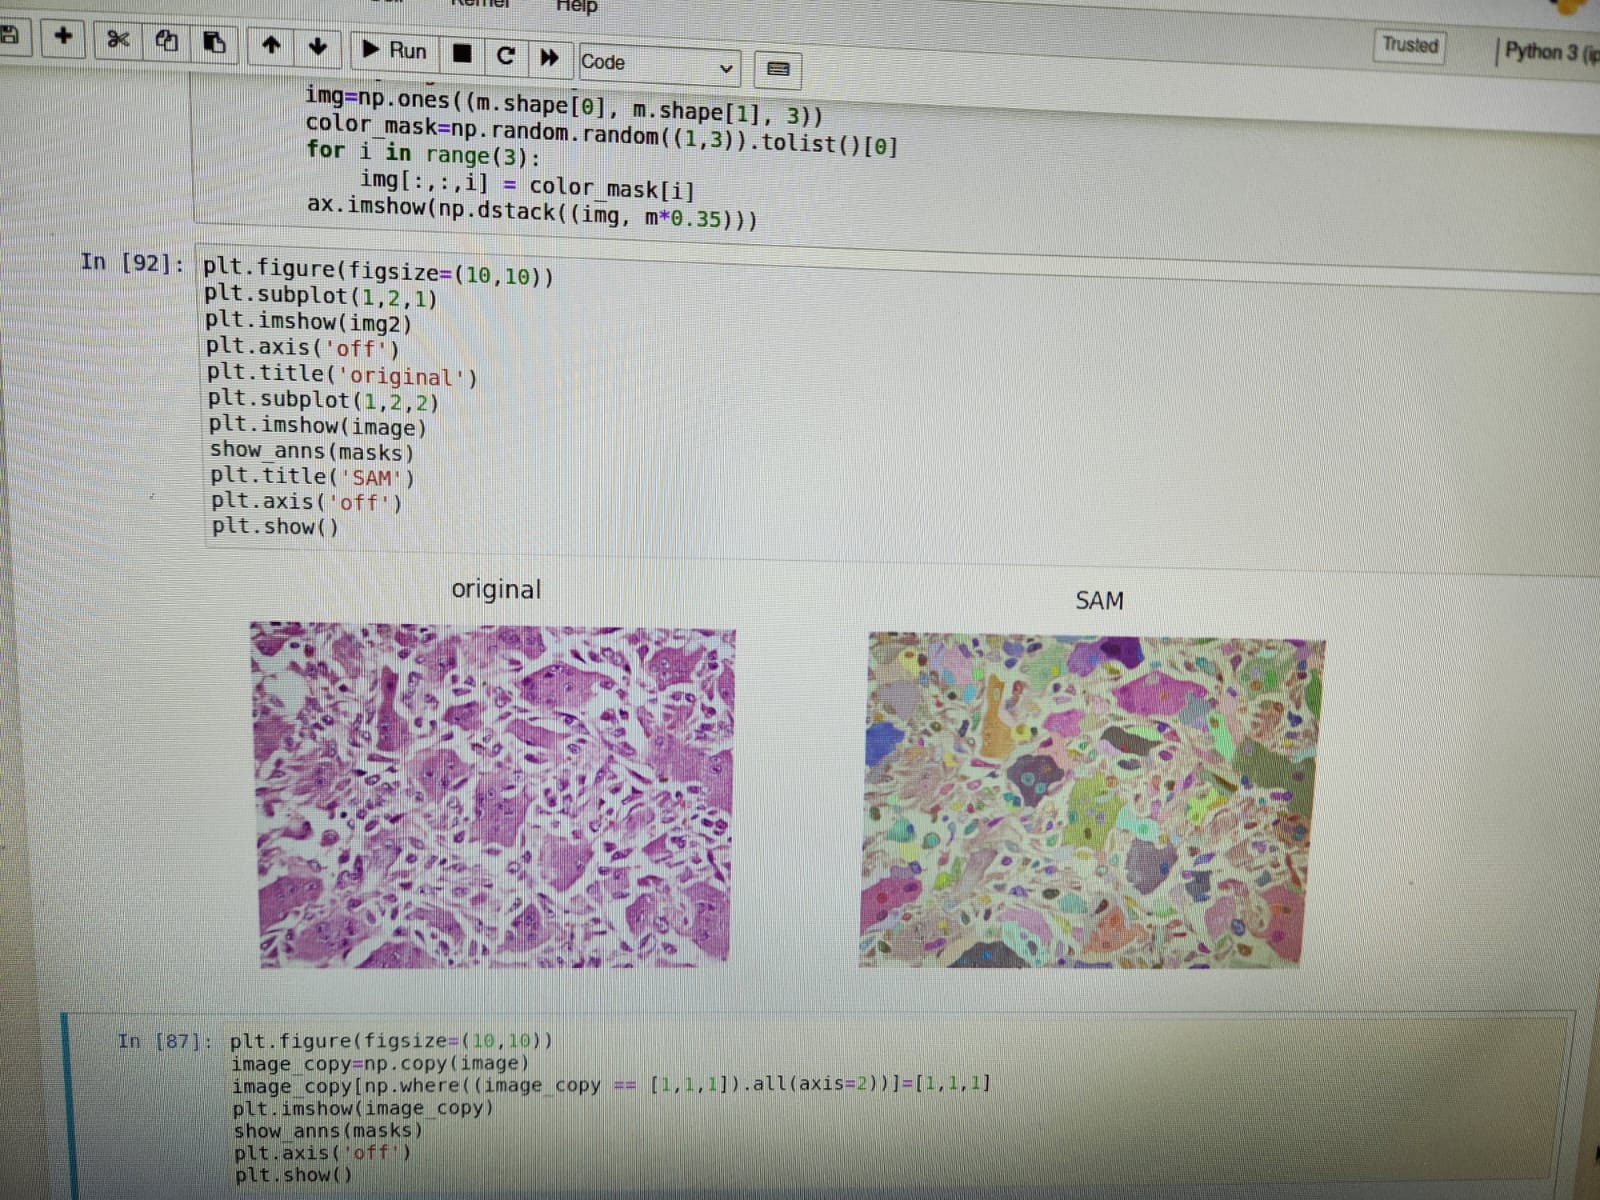 Kernel
Help
Run
Code
Trusted
Python 3
img=np.ones((m.shape[0], m.shape[1], 3))
color_mask=np.random.random((1,3)).tolist()[0]
for i in range(3):
    img[:,:,i] = color_mask[i]
ax.imshow(np.dstack((img, m*0.35)))
In [92]:
plt.figure(figsize=(10,10))
plt.subplot(1,2,1)
plt.imshow(img2)
plt.axis('off')
plt.title('original')
plt.subplot(1,2,2)
plt.imshow(image)
show_anns(masks)
plt.title('SAM')
plt.axis('off')
plt.show()
original
SAM
In [87]:
plt.figure(figsize=(10,10))
image_copy=np.copy(image)
image_copy[np.where((image_copy == [1,1,1]).all(axis=2))]=[1,1,1]
plt.imshow(image_copy)
show_anns(masks)
plt.axis('off')
plt.show()